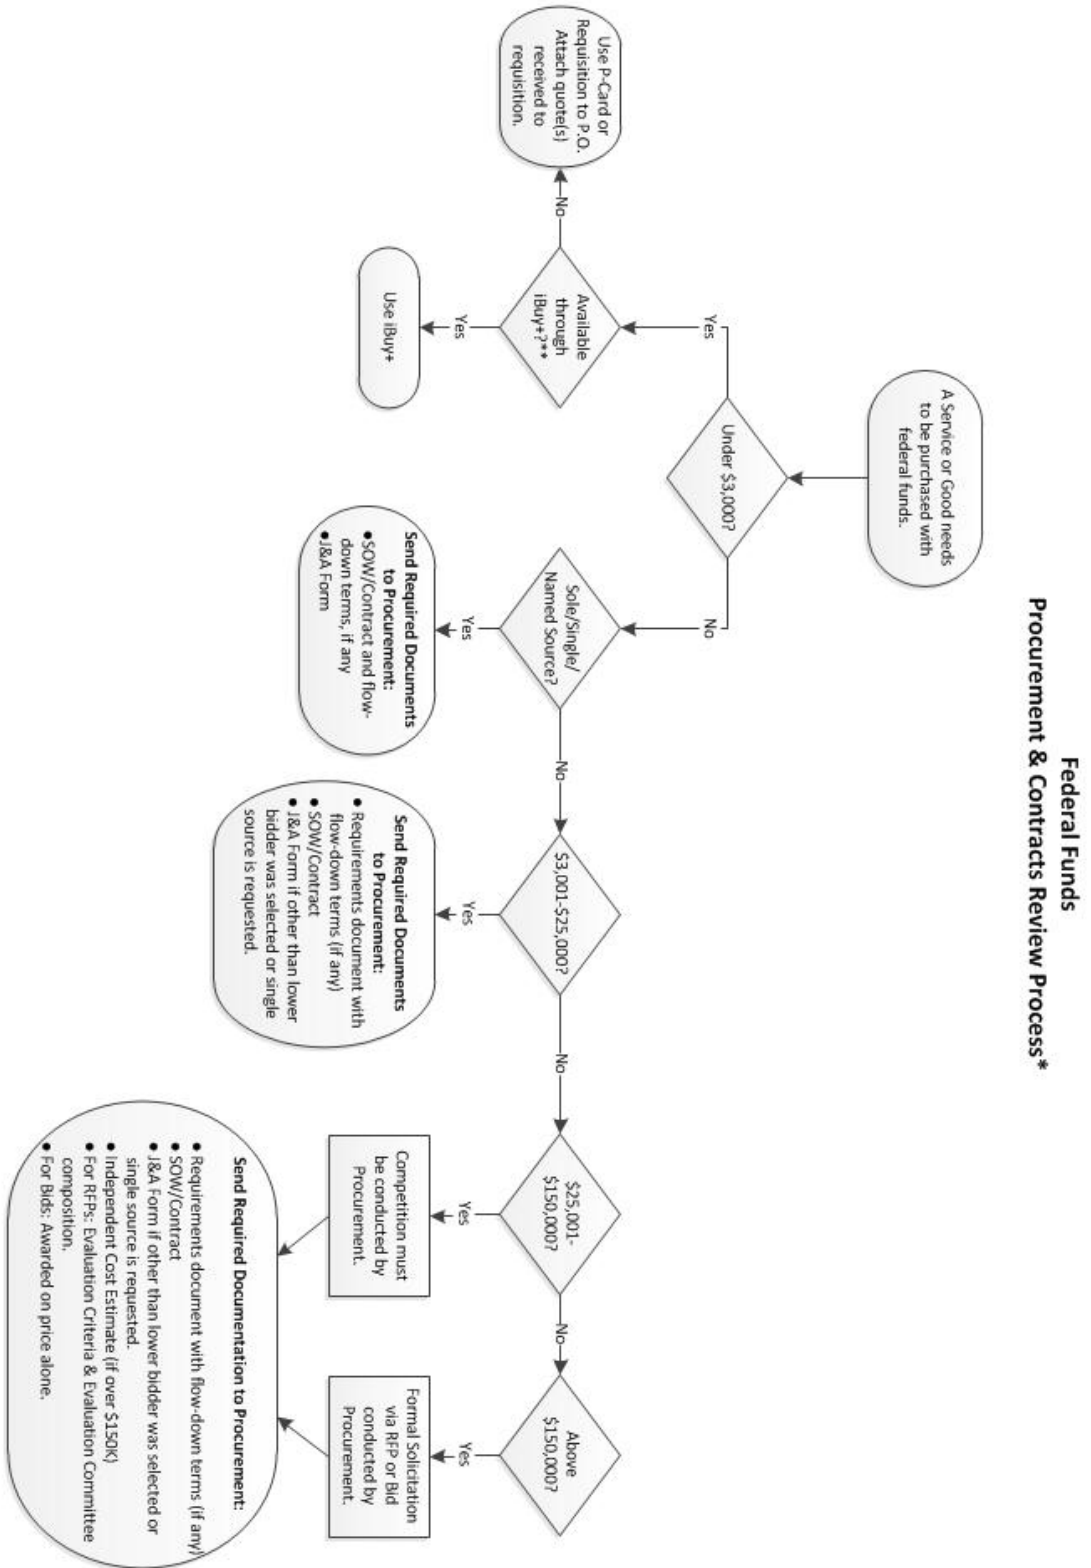 Federal Funds
Procurement & Contracts Review Process*
A Service or Good needs
to be purchased with
federal funds.
Under $3,000?
Yes
No
Available
through
iBuy+?**
No
Use P-Card or
Requisition to P.O.
Attach quote(s)
received to
requisition.
Yes
Use iBuy+
Sole/Single/
Named Source?
Yes
Send Required Documents
to Procurement:
●SOW/Contract and flow-
down terms, if any
●J&A Form
No
$3,001-$25,000?
Yes
Send Required Documents
to Procurement:
● Requirements document with
flow-down terms (if any)
● SOW/Contract
● J&A Form if other than lower
bidder was selected or single
source is requested.
No
$25,001-
$150,000?
Yes
Competition must
be conducted by
Procurement.
No
Above
$150,000?
Yes
Formal Solicitation
via RFP or Bid
conducted by
Procurement.
Send Required Documentation to Procurement:
● Requirements document with flow-down terms (if any)
● SOW/Contract
● J&A Form if other than lower bidder was selected or
single source is requested.
● Independent Cost Estimate (if over $150K)
● For RFPs: Evaluation Criteria & Evaluation Committee
composition.
● For Bids: Awarded on price alone.